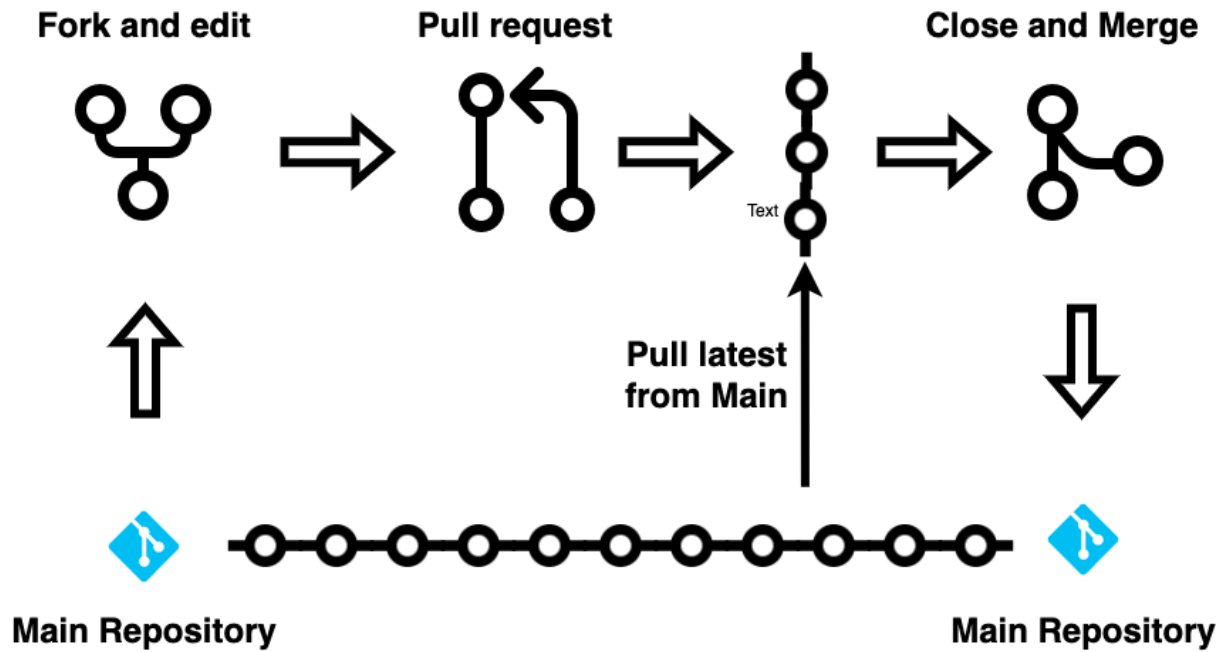 Fork and edit
Pull request
Close and Merge
Text
Pull latest
from Main
Main Repository
Main Repository